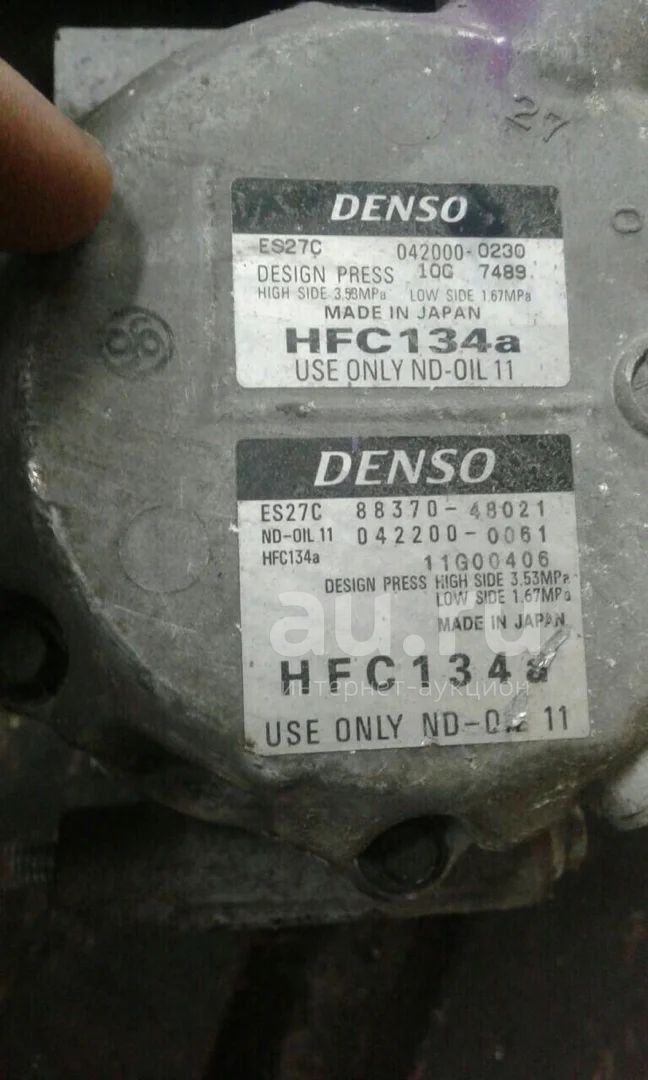 27
DENSO
ES27C 042000-0230
DESIGN PRESS 10G 7489
HIGH SIDE 3.53MPa LOW SIDE 1.67MPa
MADE IN JAPAN
HFC134a
USE ONLY ND-OIL 11
DENSO
ES27C 88370-48021
ND-OIL 11 042200-0061
HFC134a 11G00406
DESIGN PRESS HIGH SIDE 3.53MPa
LOW SIDE 1.67MPa
MADE IN JAPAN
au.ru
HFC134a
интернет-аукцион
USE ONLY ND-OIL 11